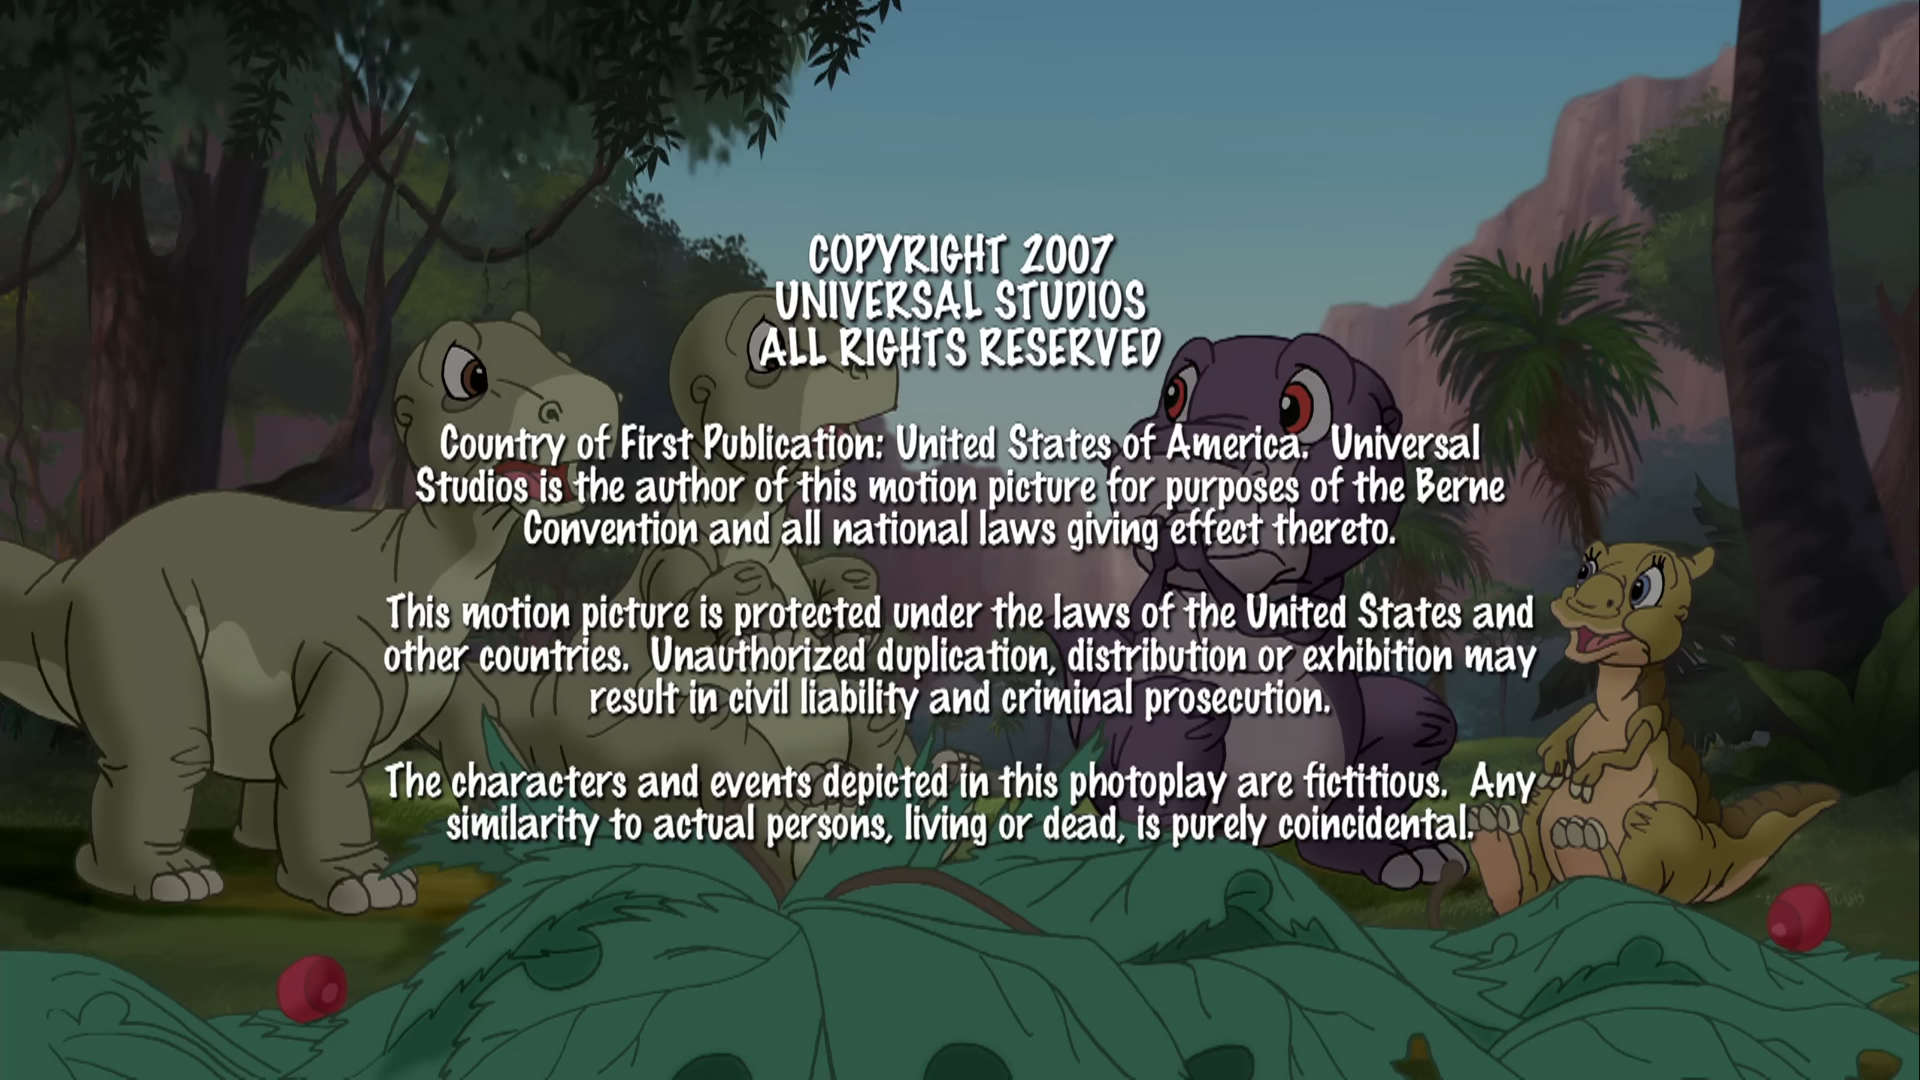 COPYRIGHT 2007
UNIVERSAL STUDIOS
ALL RIGHTS RESERVED
Country of First Publication: United States of America. Universal
Studios is the author of this motion picture for purposes of the Berne
Convention and all national laws giving effect thereto.
This motion picture is protected under the laws of the United States and
other countries. Unauthorized duplication, distribution or exhibition may
result in civil liability and criminal prosecution.
The characters and events depicted in this photoplay are fictitious. Any
similarity to actual persons, living or dead, is purely coincidental.